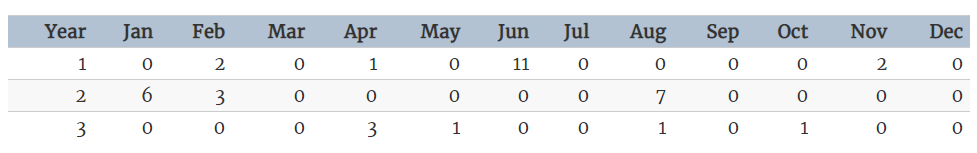 Year Jan Feb Mar Apr May Jun Jul Aug Sep Oct Nov Dec
1 0 2 0 1 0 11 0 0 0 0 2 0
2 6 3 0 0 0 0 0 7 0 0 0 0
3 0 0 0 3 1 0 0 1 0 1 0 0